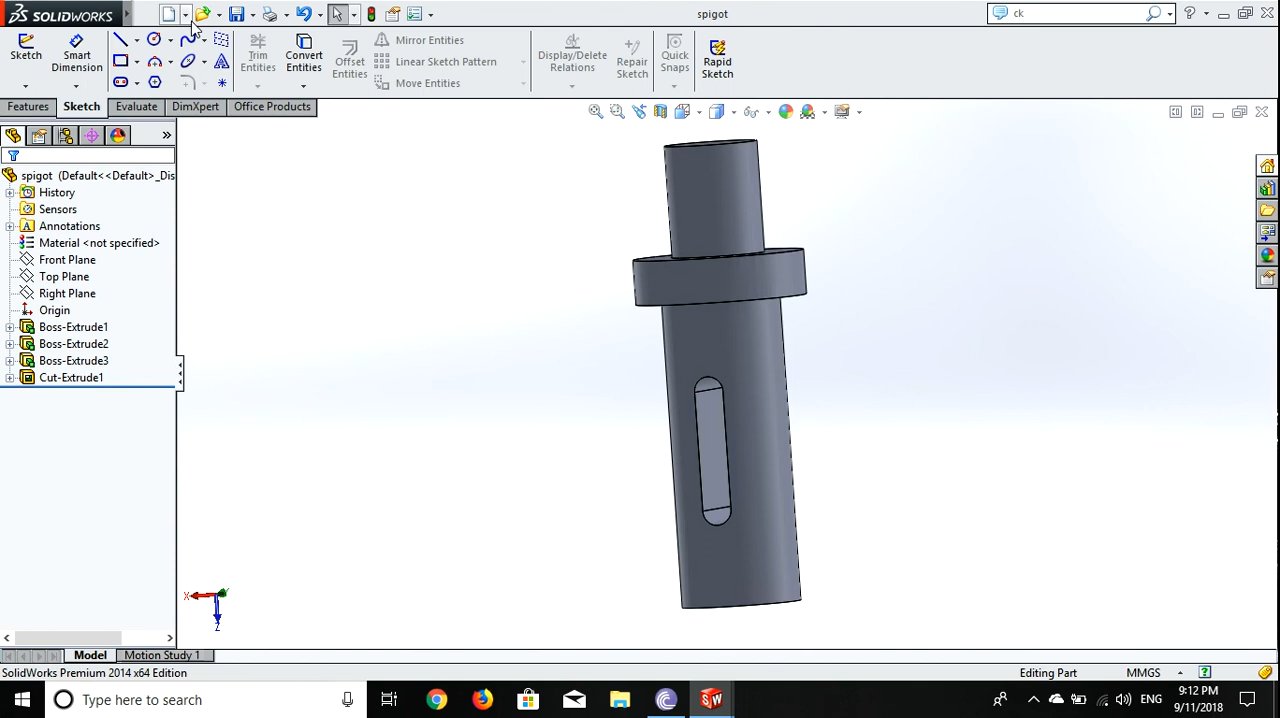 SOLIDWORKS
spigot
ck
Sketch
Smart Dimension
Trim Entities
Convert Entities
Offset Entities
Mirror Entities
Linear Sketch Pattern
Move Entities
Display/Delete Relations
Repair Sketch
Quick Snaps
Rapid Sketch
Features
Sketch
Evaluate
DimXpert
Office Products
spigot (Default<<Default>_Dis
History
Sensors
Annotations
Material <not specified>
Front Plane
Top Plane
Right Plane
Origin
Boss-Extrude1
Boss-Extrude2
Boss-Extrude3
Cut-Extrude1
X
Z
Model
Motion Study 1
SolidWorks Premium 2014 x64 Edition
Editing Part
MMGS
Type here to search
ENG
9:12 PM
9/11/2018